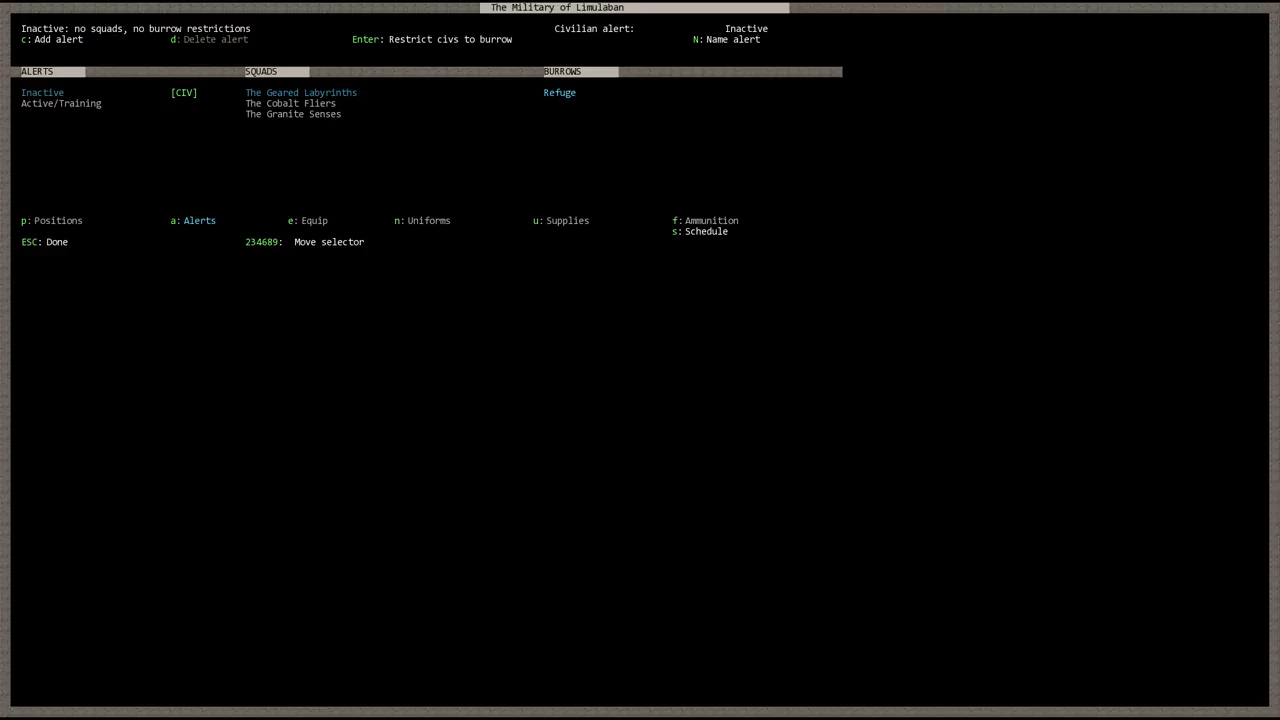 The Military of Limulaban
Inactive: no squads, no burrow restrictions Civilian alert: Inactive
c: Add alert d: Delete alert Enter: Restrict civs to burrow N: Name alert
ALERTS SQUADS BURROWS
Inactive [CIV] The Geared Labyrinths Refuge
Active/Training The Cobalt Fliers
The Granite Senses
p: Positions a: Alerts e: Equip n: Uniforms u: Supplies f: Ammunition
s: Schedule
ESC: Done 234689: Move selector